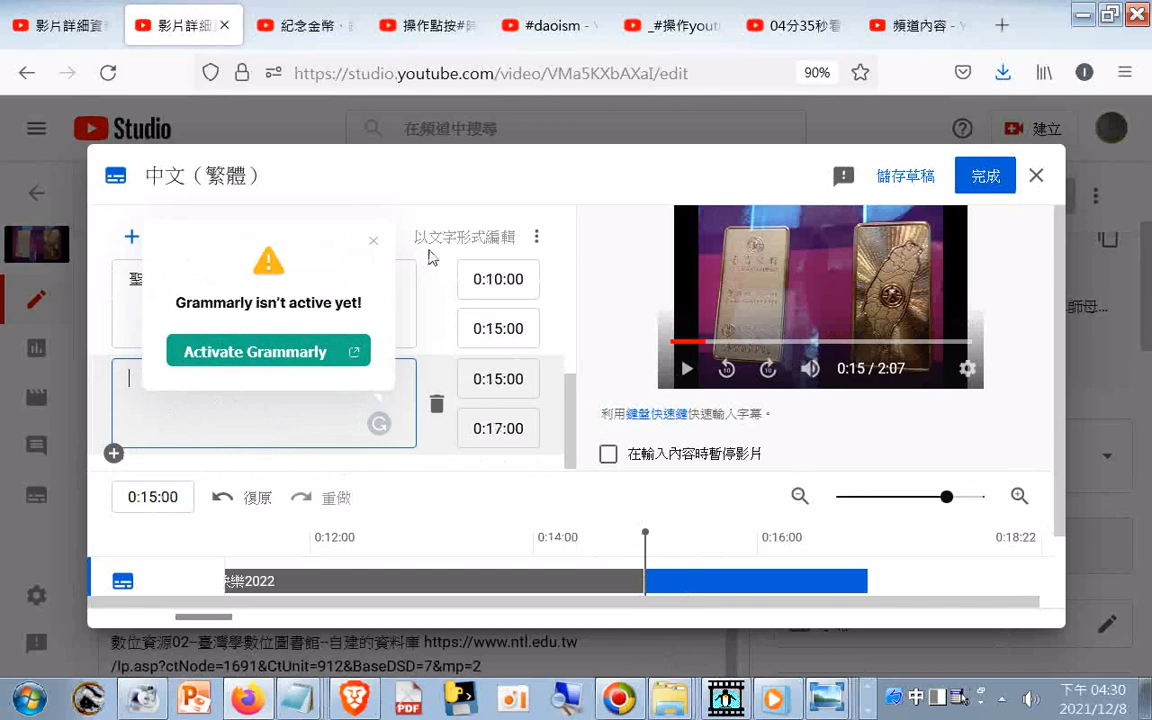 影片詳細資
影片詳細
紀念金幣、
操作點按#
#daoism -
_#操作yout
04分35秒看
頻道內容 -
https://studio.youtube.com/video/VMa5KXbAXaI/edit
90%
Studio
在頻道中搜尋
建立
中文（繁體）
儲存草稿
完成
以文字形式編輯
聖
Grammarly isn't active yet!
Activate Grammarly
0:10:00
0:15:00
0:15:00
0:17:00
0:15 / 2:07
利用鍵盤快速鍵快速輸入字幕。
在輸入內容時暫停影片
師母...
0:15:00
復原
重做
0:12:00
0:14:00
0:16:00
0:18:22
樂2022
數位資源02–臺灣學數位圖書館--自建的資料庫 https://www.ntl.edu.tw
/lp.asp?ctNode=1691&CtUnit=912&BaseDSD=7&mp=2
中
下午 04:30
2021/12/8